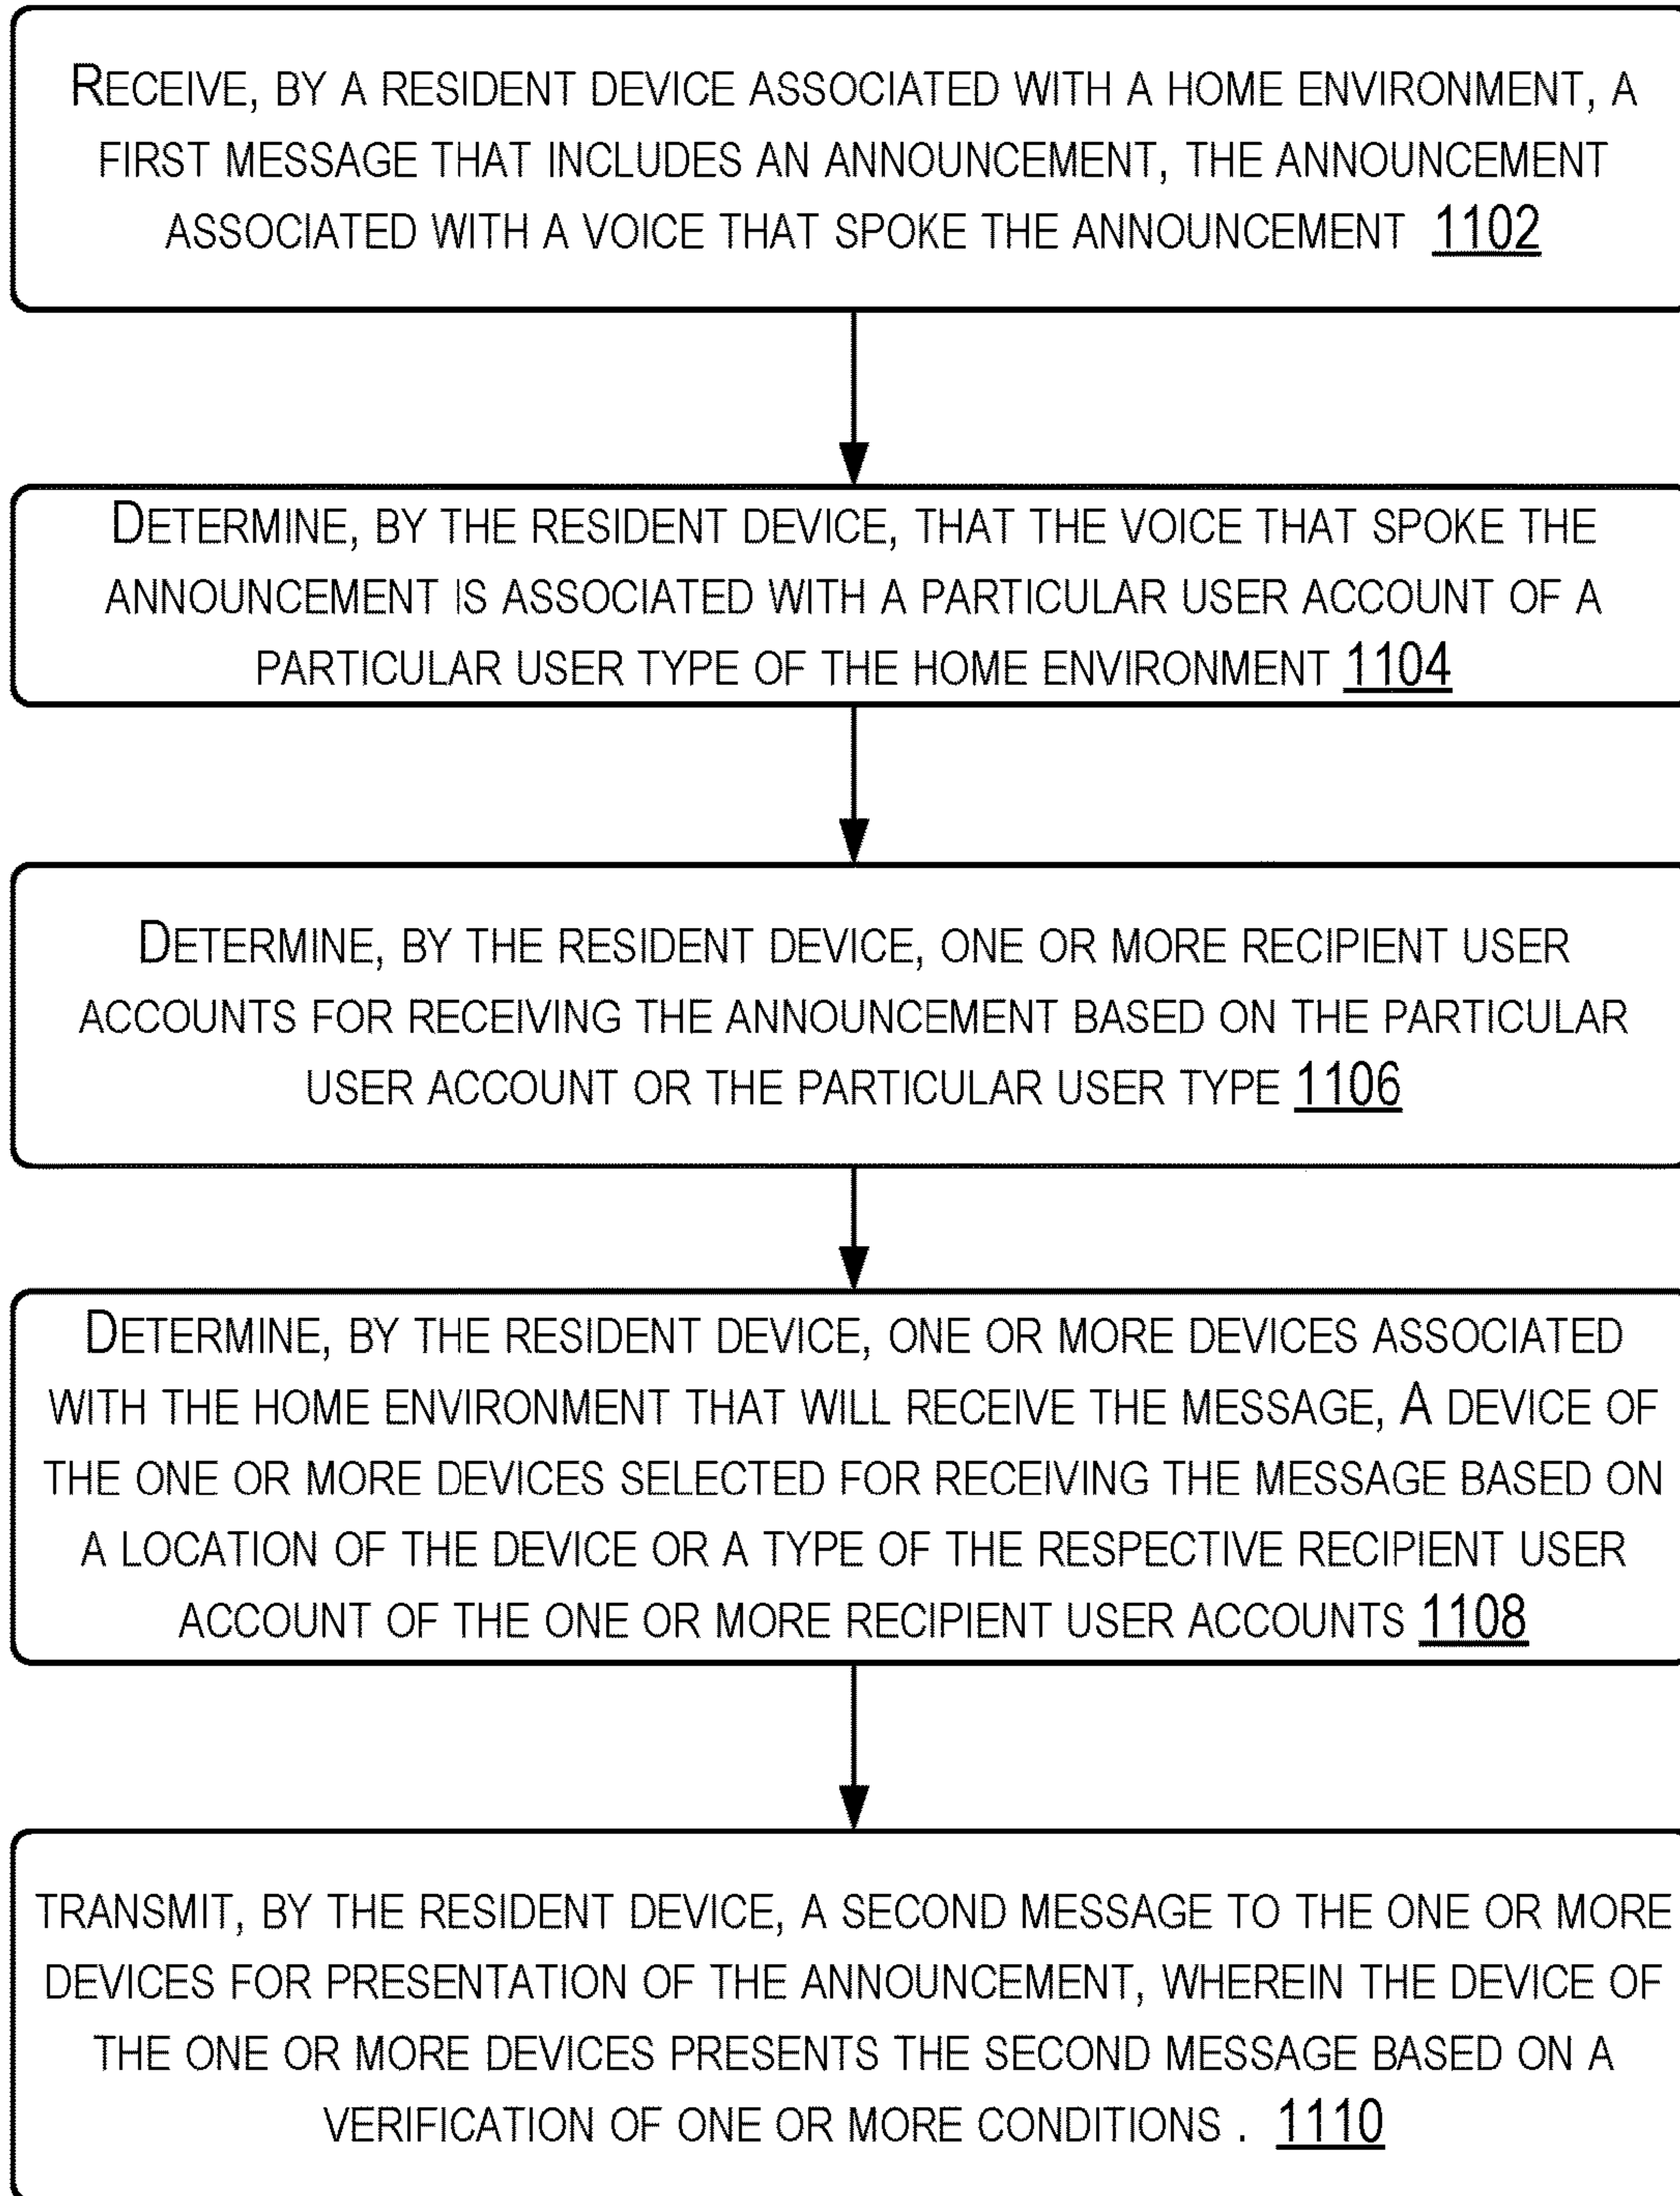 RECEIVE, BY A RESIDENT DEVICE ASSOCIATED WITH A HOME ENVIRONMENT, A
FIRST MESSAGE THAT INCLUDES AN ANNOUNCEMENT, THE ANNOUNCEMENT
ASSOCIATED WITH A VOICE THAT SPOKE THE ANNOUNCEMENT 1102
DETERMINE, BY THE RESIDENT DEVICE, THAT THE VOICE THAT SPOKE THE
ANNOUNCEMENT IS ASSOCIATED WITH A PARTICULAR USER ACCOUNT OF A
PARTICULAR USER TYPE OF THE HOME ENVIRONMENT 1104
DETERMINE, BY THE RESIDENT DEVICE, ONE OR MORE RECIPIENT USER
ACCOUNTS FOR RECEIVING THE ANNOUNCEMENT BASED ON THE PARTICULAR
USER ACCOUNT OR THE PARTICULAR USER TYPE 1106
DETERMINE, BY THE RESIDENT DEVICE, ONE OR MORE DEVICES ASSOCIATED
WITH THE HOME ENVIRONMENT THAT WILL RECEIVE THE MESSAGE, A DEVICE OF
THE ONE OR MORE DEVICES SELECTED FOR RECEIVING THE MESSAGE BASED ON
A LOCATION OF THE DEVICE OR A TYPE OF THE RESPECTIVE RECIPIENT USER
ACCOUNT OF THE ONE OR MORE RECIPIENT USER ACCOUNTS 1108
TRANSMIT, BY THE RESIDENT DEVICE, A SECOND MESSAGE TO THE ONE OR MORE
DEVICES FOR PRESENTATION OF THE ANNOUNCEMENT, WHEREIN THE DEVICE OF
THE ONE OR MORE DEVICES PRESENTS THE SECOND MESSAGE BASED ON A
VERIFICATION OF ONE OR MORE CONDITIONS . 1110